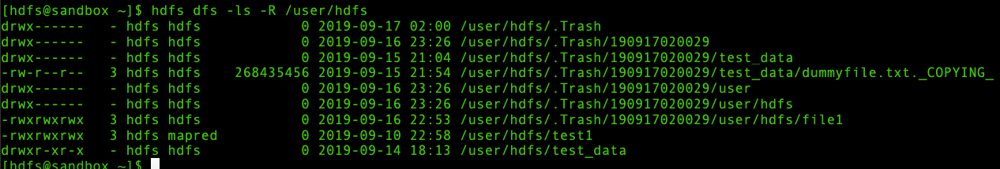 [hdfs@sandbox ~]$ hdfs dfs -ls -R /user/hdfs
drwx------   - hdfs hdfs          0 2019-09-17 02:00 /user/hdfs/.Trash
drwx------   - hdfs hdfs          0 2019-09-16 23:26 /user/hdfs/.Trash/190917020029
drwx------   - hdfs hdfs          0 2019-09-15 21:04 /user/hdfs/.Trash/190917020029/test_data
-rw-r--r--   3 hdfs hdfs  268435456 2019-09-15 21:54 /user/hdfs/.Trash/190917020029/test_data/dummyfile.txt._COPYING_
drwx------   - hdfs hdfs          0 2019-09-16 23:26 /user/hdfs/.Trash/190917020029/user
drwx------   - hdfs hdfs          0 2019-09-16 23:26 /user/hdfs/.Trash/190917020029/user/hdfs
-rwxrwxrwx   3 hdfs hdfs          0 2019-09-16 22:53 /user/hdfs/.Trash/190917020029/user/hdfs/file1
-rwxrwxrwx   3 hdfs mapred          0 2019-09-10 22:58 /user/hdfs/test1
drwxr-xr-x   - hdfs hdfs          0 2019-09-14 18:13 /user/hdfs/test_data
[hdfs@sandbox ~]$